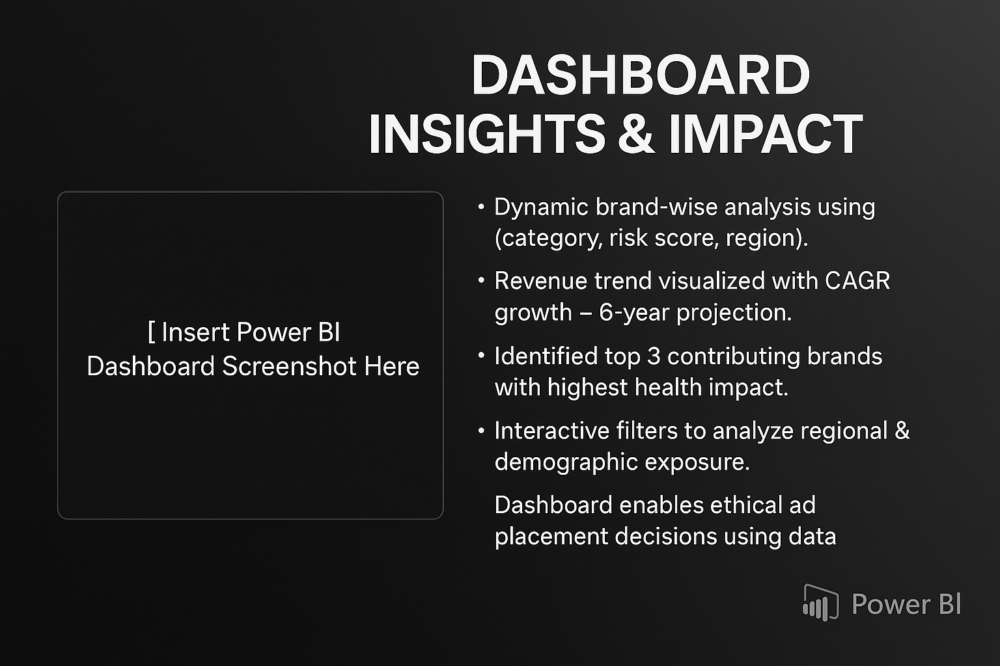 DASHBOARD
INSIGHTS & IMPACT
[ Insert Power BI
Dashboard Screenshot Here
• Dynamic brand-wise analysis using
(category, risk score, region).
• Revenue trend visualized with CAGR
growth – 6-year projection.
• Identified top 3 contributing brands
with highest health impact.
• Interactive filters to analyze regional &
demographic exposure.
Dashboard enables ethical ad
placement decisions using data
Power BI